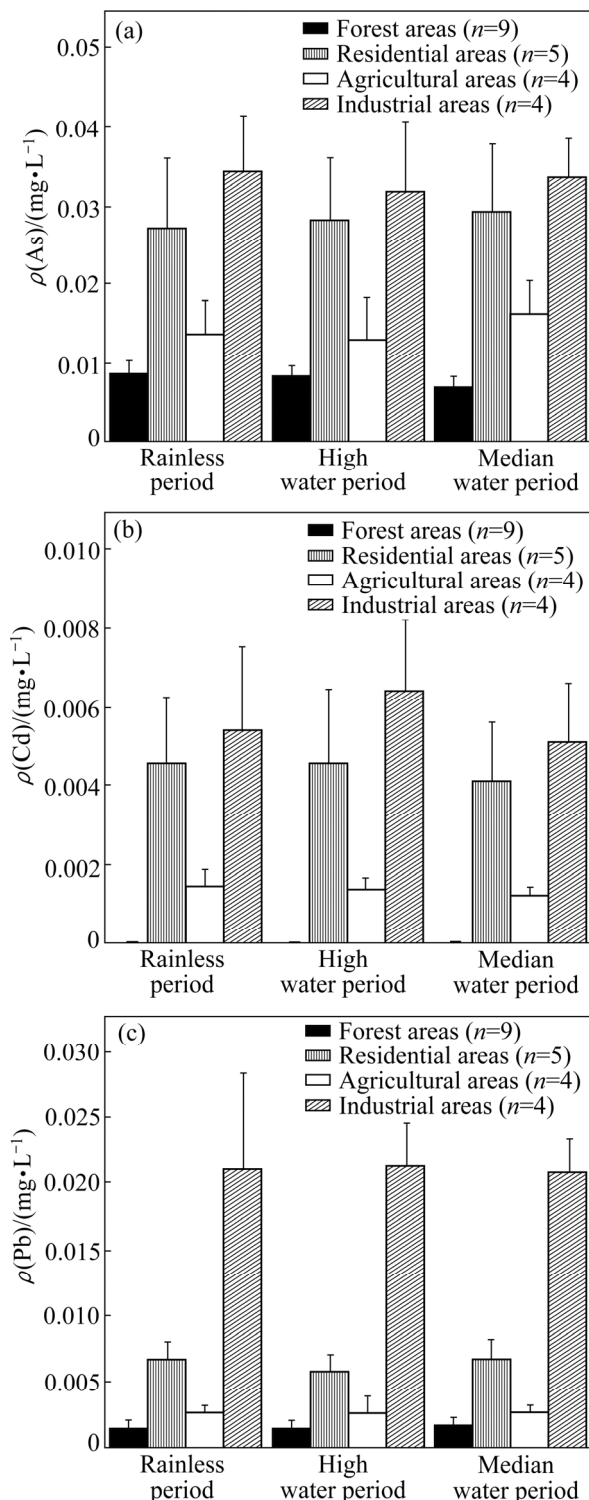 (a)
Forest areas (n=9)
Residential areas (n=5)
Agricultural areas (n=4)
Industrial areas (n=4)
ρ(As)/(mg•L⁻¹)
0.05
0.04
0.03
0.02
0.01
0
Rainless period
High water period
Median water period
(b)
Forest areas (n=9)
Residential areas (n=5)
Agricultural areas (n=4)
Industrial areas (n=4)
ρ(Cd)/(mg•L⁻¹)
0.010
0.008
0.006
0.004
0.002
0
Rainless period
High water period
Median water period
(c)
Forest areas (n=9)
Residential areas (n=5)
Agricultural areas (n=4)
Industrial areas (n=4)
ρ(Pb)/(mg•L⁻¹)
0.030
0.025
0.020
0.015
0.010
0.005
0
Rainless period
High water period
Median water period